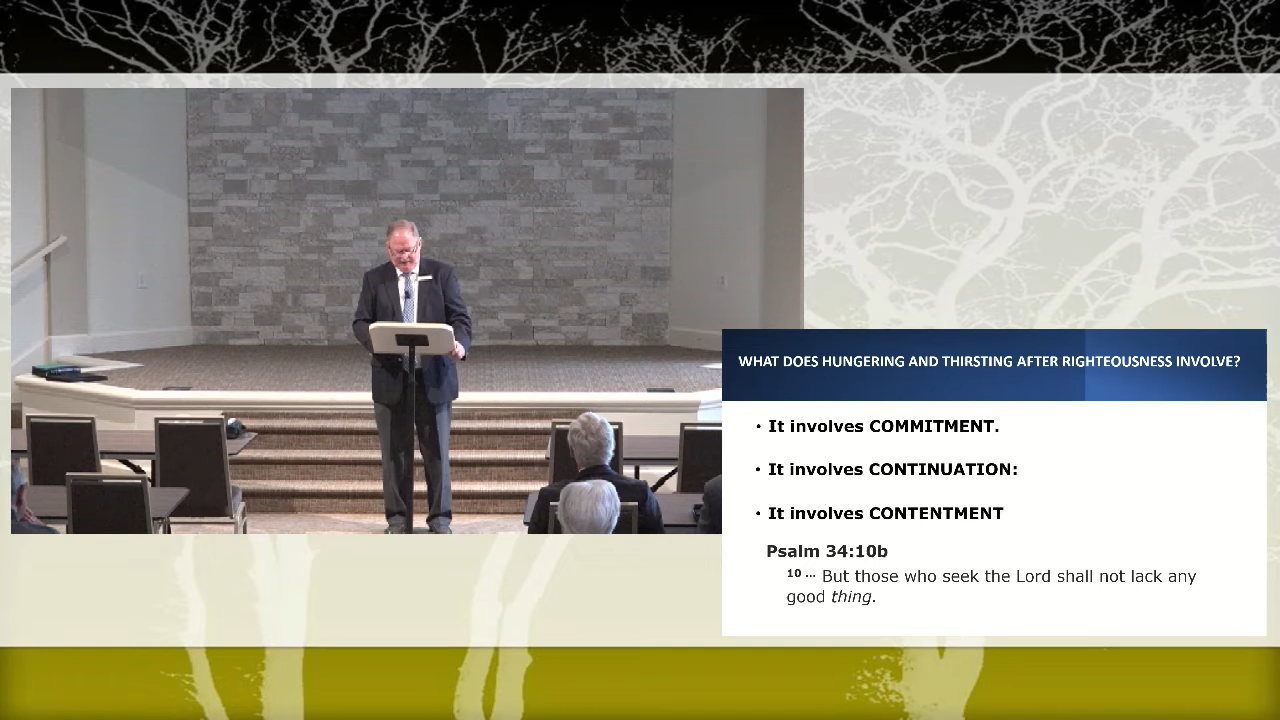 WHAT DOES HUNGERING AND THIRSTING AFTER RIGHTEOUSNESS INVOLVE?
• It involves COMMITMENT.
• It involves CONTINUATION:
• It involves CONTENTMENT
Psalm 34:10b
10 ... But those who seek the Lord shall not lack any
good thing.